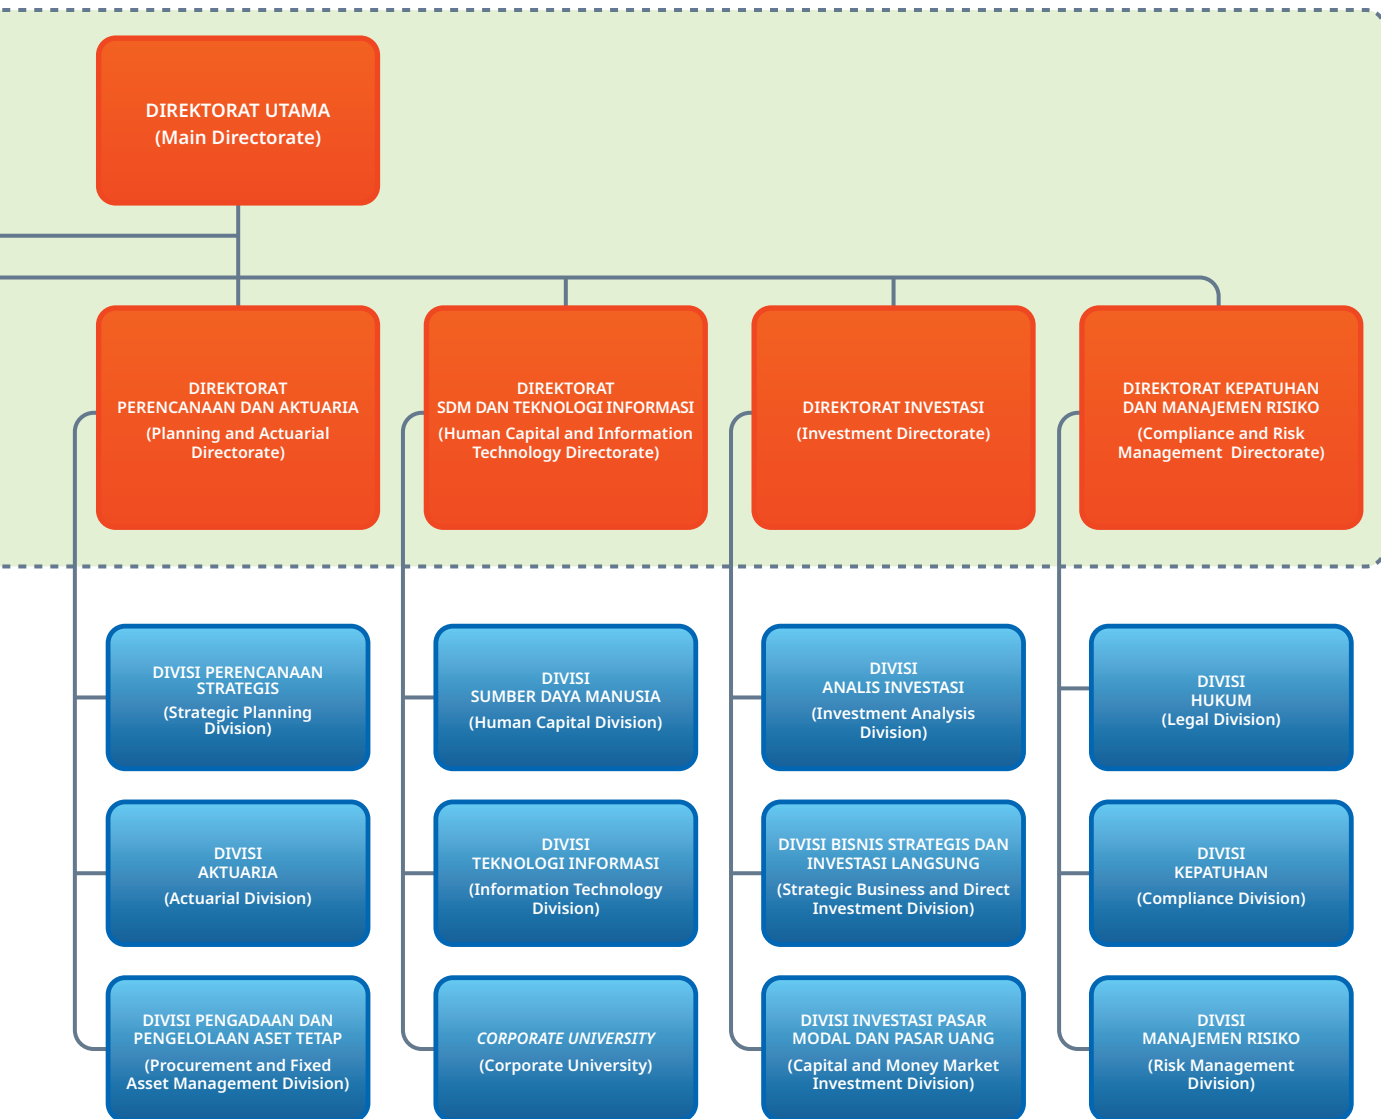 DIREKTORAT UTAMA
(Main Directorate)
DIREKTORAT
PERENCANAAN DAN AKTUARIA
(Planning and Actuarial
Directorate)
DIREKTORAT
SDM DAN TEKNOLOGI INFORMASI
(Human Capital and Information
Technology Directorate)
DIREKTORAT INVESTASI
(Investment Directorate)
DIREKTORAT KEPATUHAN
DAN MANAJEMEN RISIKO
(Compliance and Risk
Management Directorate)
DIVISI PERENCANAAN
STRATEGIS
(Strategic Planning
Division)
DIVISI
SUMBER DAYA MANUSIA
(Human Capital Division)
DIVISI
ANALIS INVESTASI
(Investment Analysis
Division)
DIVISI
HUKUM
(Legal Division)
DIVISI
AKTUARIA
(Actuarial Division)
DIVISI
TEKNOLOGI INFORMASI
(Information Technology
Division)
DIVISI BISNIS STRATEGIS DAN
INVESTASI LANGSUNG
(Strategic Business and Direct
Investment Division)
DIVISI
KEPATUHAN
(Compliance Division)
DIVISI PENGADAAN DAN
PENGELOLAAN ASET TETAP
(Procurement and Fixed
Asset Management Division)
CORPORATE UNIVERSITY
(Corporate University)
DIVISI INVESTASI PASAR
MODAL DAN PASAR UANG
(Capital and Money Market
Investment Division)
DIVISI
MANAJEMEN RISIKO
(Risk Management
Division)